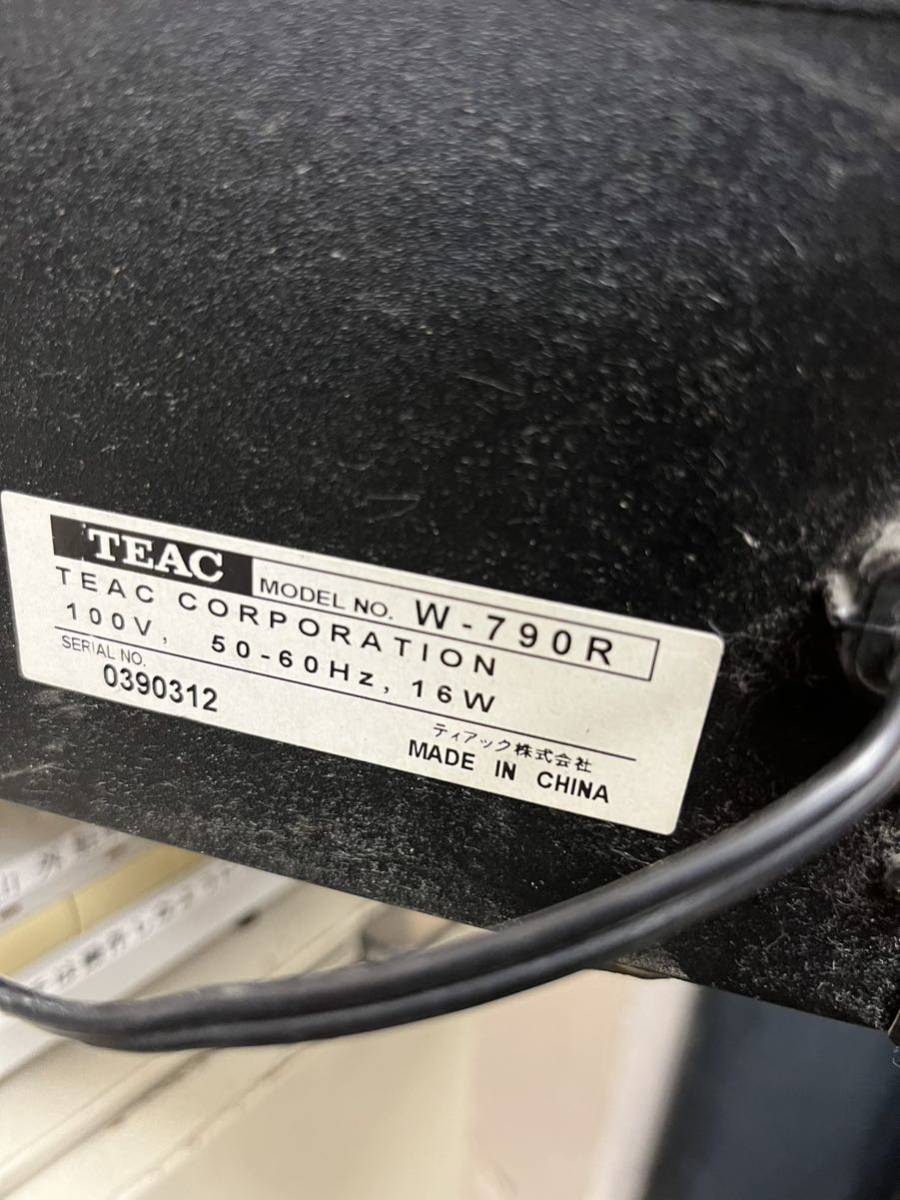 TEAC
MODEL NO. W-790R
TEAC CORPORATION
100V, 50-60Hz, 16W
SERIAL NO.
0390312
ティアック株式会社
MADE IN CHINA